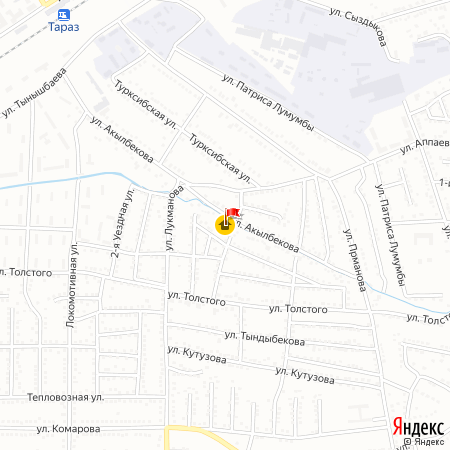 ул. Сыздыкова
Тараз
ул. Тынышбаева
ул. Патриса Лумумбы
Турксибская ул.
ул. Акылбекова
Турксибская ул.
ул. Аппаев
1-
ул. Лукманова
2-я Уездная ул.
ул. Патриса Лумумбы
ул. Акылбекова
ул. Прманова
Локомотивная ул.
ул. Толстого
ул. Толстого
ул. Толстого
ул. Толсто
ул. Тындыбекова
ул. Кутузова
ул. Кутузова
Тепловозная ул.
ул. Комарова
Яндекс
© Яндекс